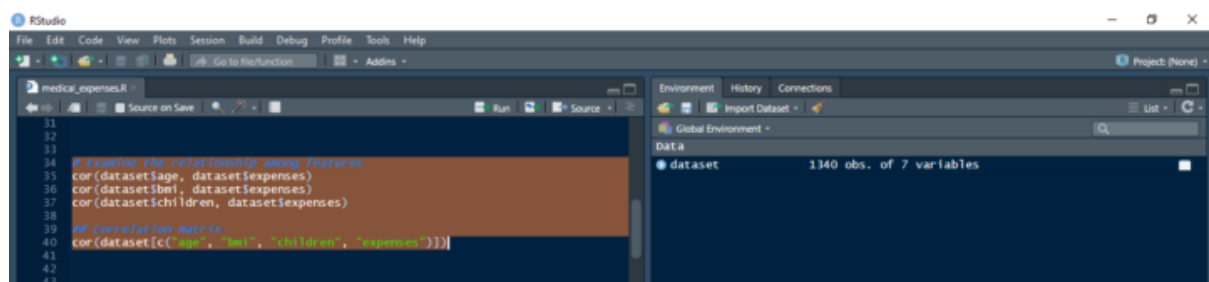 RStudio
File Edit Code View Plots Session Build Debug Profile Tools Help
Go to file/function Addins Project: (None)
medical_expenses.R
Source on Save Run Source
31
32
33
34 # Examine the relationship among features
35 cor(dataset$age, dataset$expenses)
36 cor(dataset$bmi, dataset$expenses)
37 cor(dataset$children, dataset$expenses)
38
39 ## correlation matrix
40 cor(dataset[c("age", "bmi", "children", "expenses")])
41
42
43
Environment History Connections
Import Dataset List
Global Environment
Data
dataset 1340 obs. of 7 variables